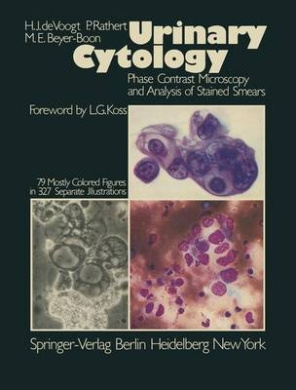 H.J.deVoogt P.Rathert
M.E.Beyer-Boon
Urinary
Cytology
Phase Contrast Microscopy
and Analysis of Stained Smears
Foreword by L.G.Koss
79 Mostly Colored Figures
in 327 Separate Illustrations
Springer-Verlag Berlin Heidelberg New York